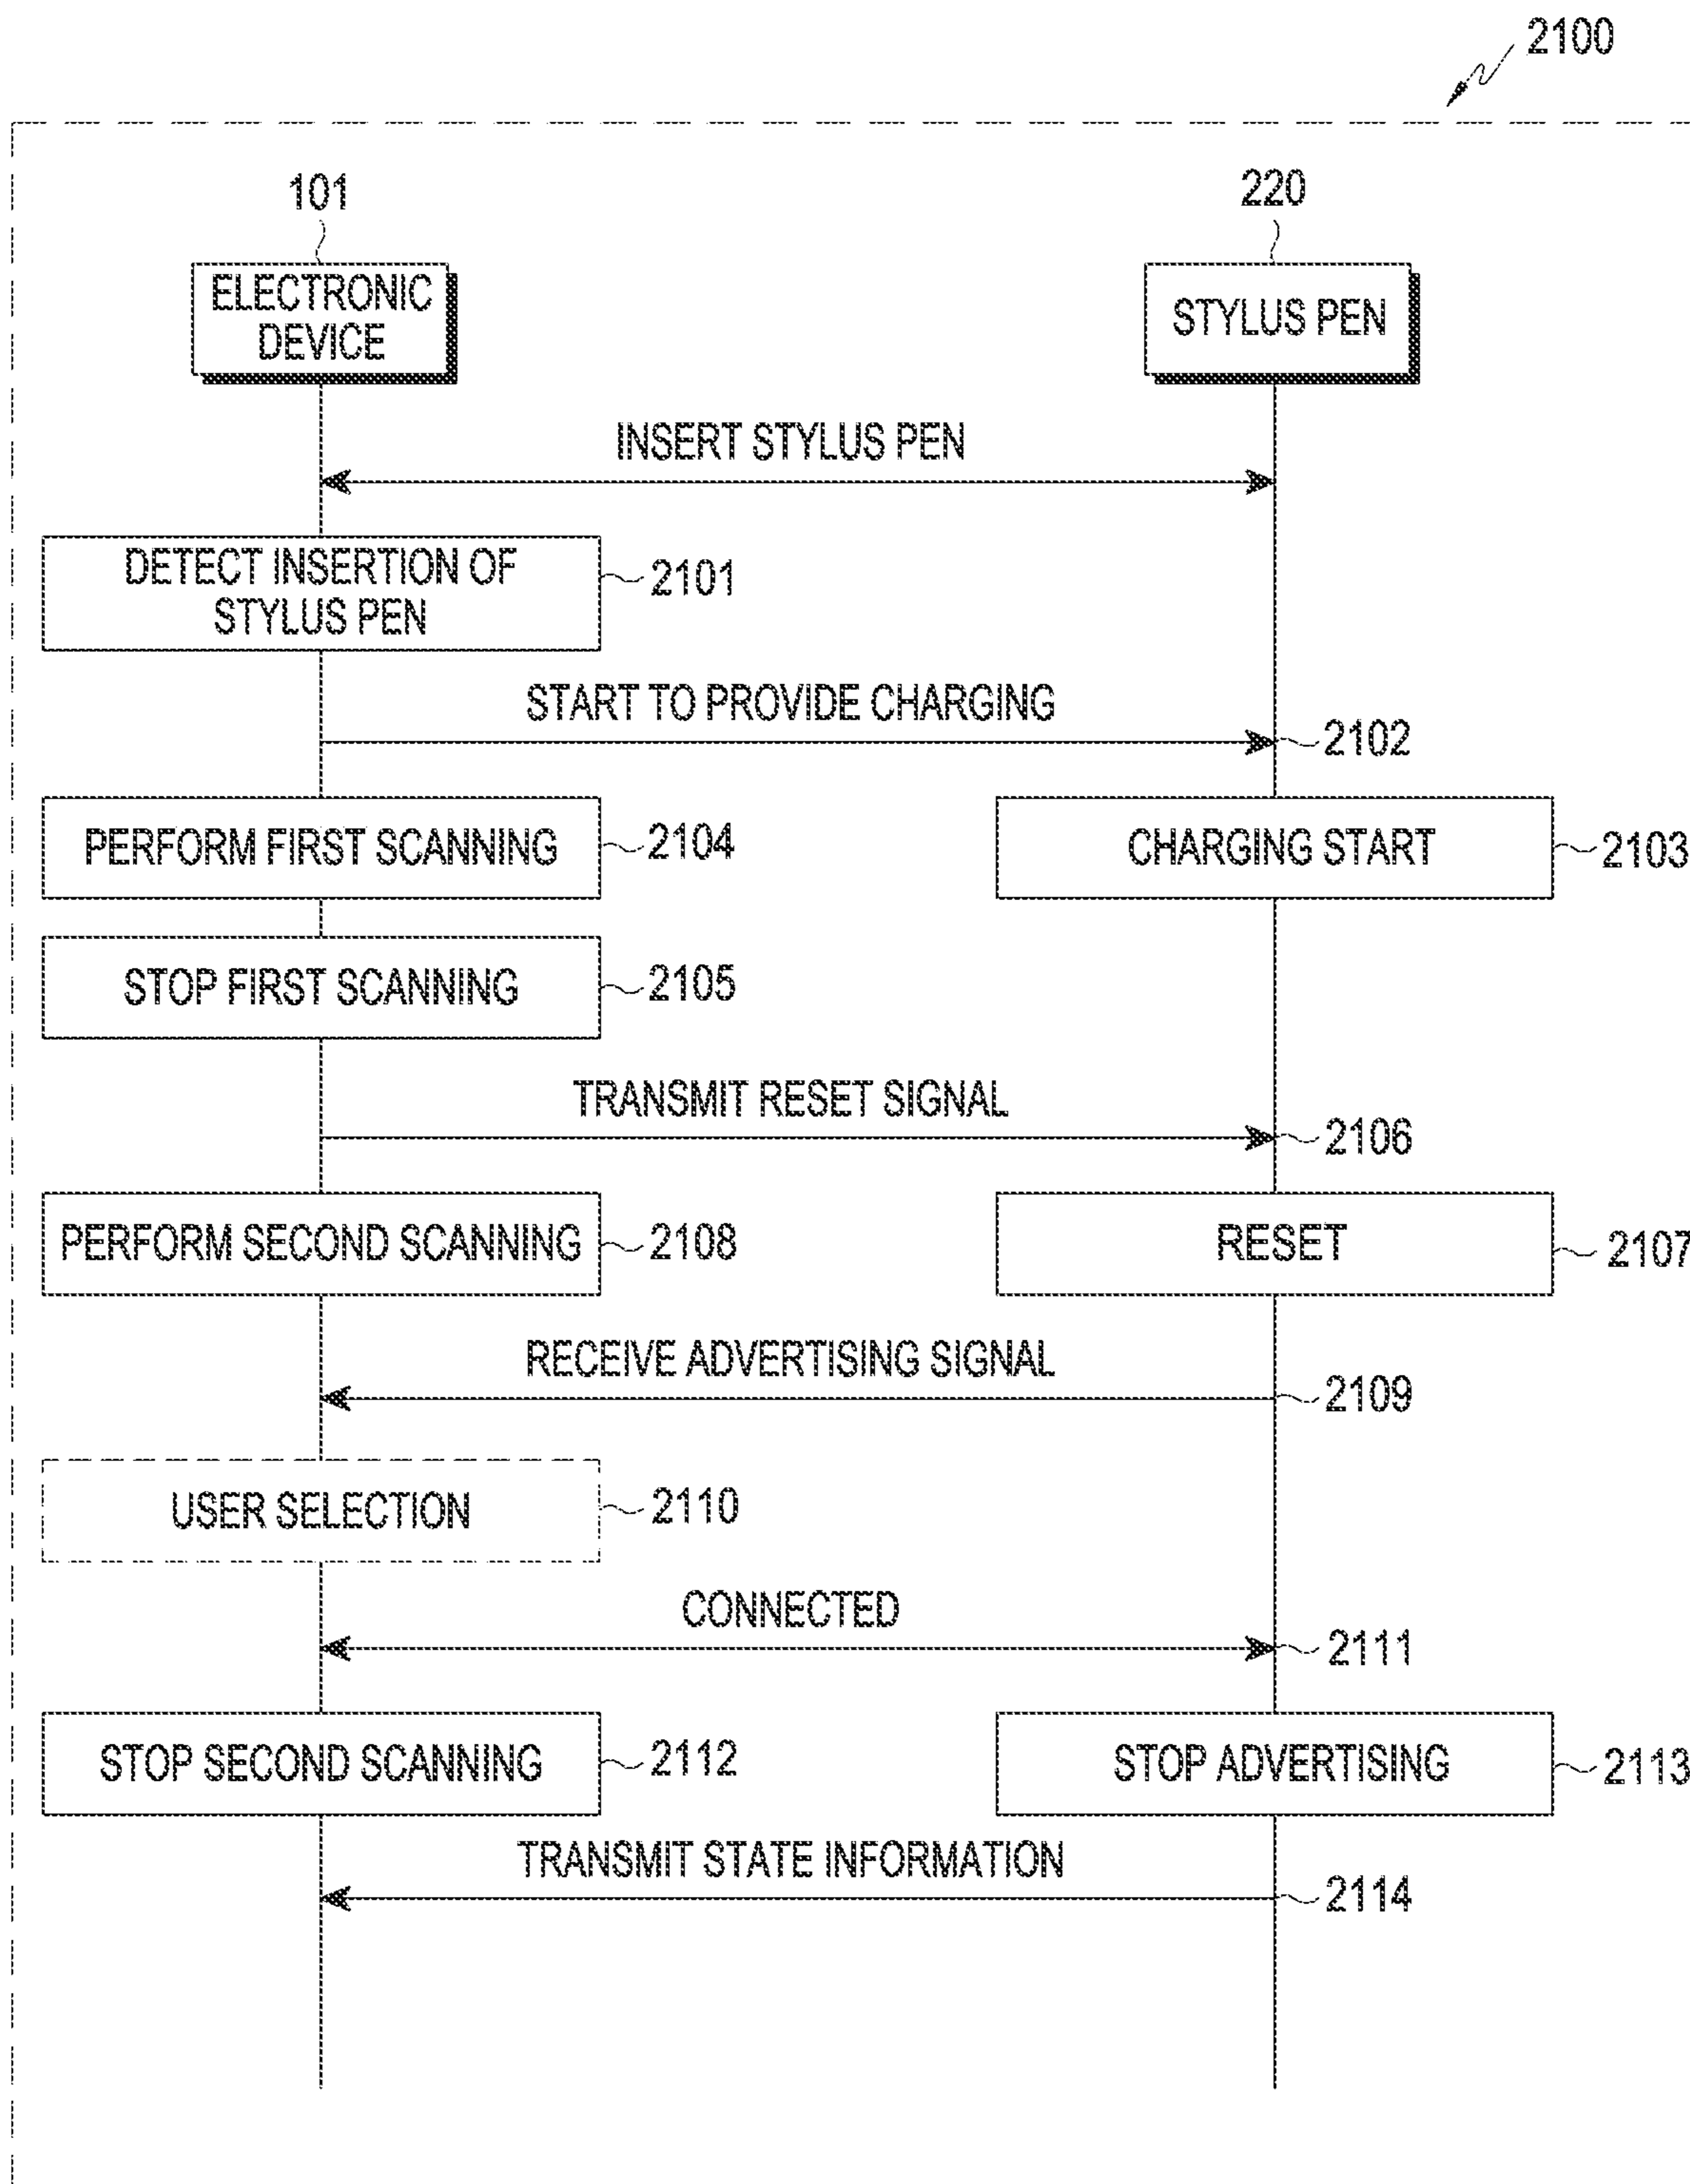 2100
101
220
ELECTRONIC
DEVICE
STYLUS PEN
INSERT STYLUS PEN
DETECT INSERTION OF
STYLUS PEN
2101
START TO PROVIDE CHARGING
2102
PERFORM FIRST SCANNING
2104
CHARGING START
2103
STOP FIRST SCANNING
2105
TRANSMIT RESET SIGNAL
2106
PERFORM SECOND SCANNING
2108
RESET
2107
RECEIVE ADVERTISING SIGNAL
2109
USER SELECTION
2110
CONNECTED
2111
STOP SECOND SCANNING
2112
STOP ADVERTISING
2113
TRANSMIT STATE INFORMATION
2114